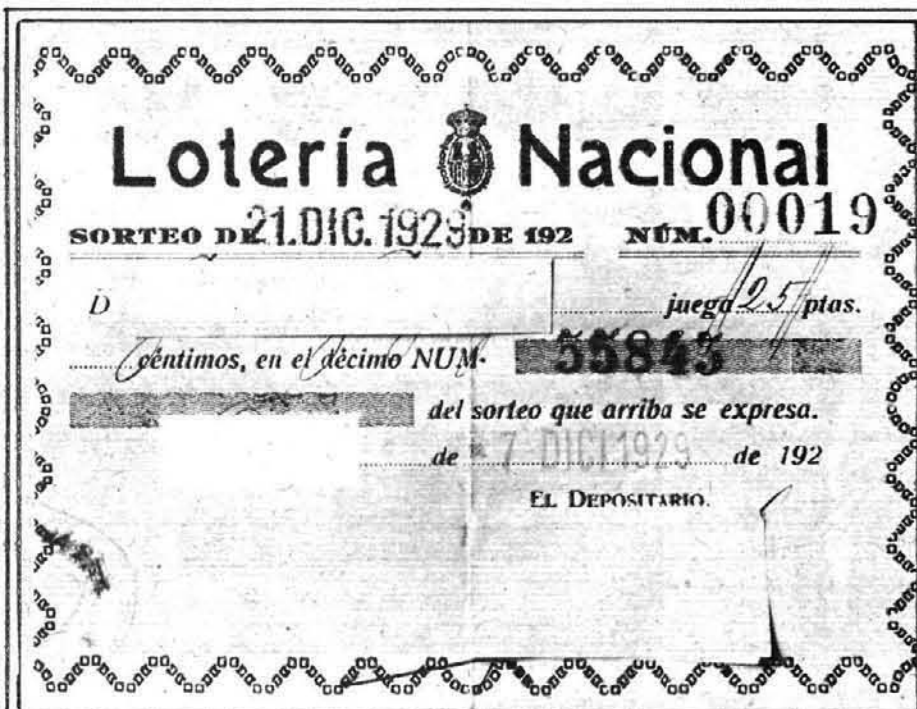 Lotería Nacional
SORTEO DE 21.DIC.1929 DE 192 NÚM. 00019
D juega 25 ptas.
céntimos, en el décimo NUM. 55843
del sorteo que arriba se expresa.
de 7 DIC 1929 de 192
EL DEPOSITARIO.